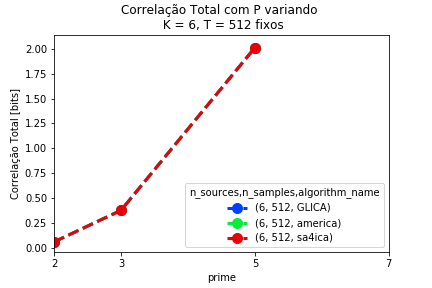 Correlação Total com P variando
K = 6, T = 512 fixos
Correlação Total [bits]
2.00
1.75
1.50
1.25
1.00
0.75
0.50
0.25
0.00
n_sources,n_samples,algorithm_name
(6, 512, GLICA)
(6, 512, america)
(6, 512, sa4ica)
2 3 5 7
prime